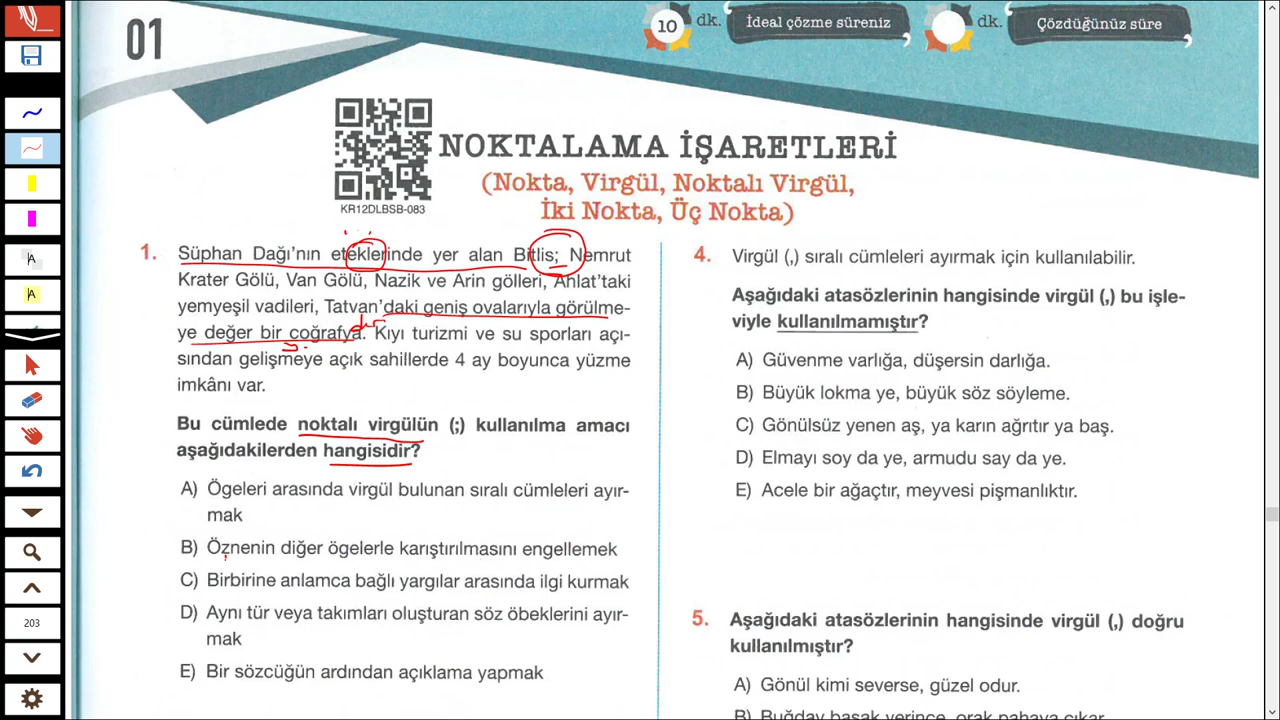 01
10 dk. İdeal çözme süreniz
dk. Çözdüğünüz süre
NOKTALAMA İŞARETLERİ
(Nokta, Virgül, Noktalı Virgül,
İki Nokta, Üç Nokta)
KR12DLBSB-083
1. Süphan Dağı'nın eteklerinde yer alan Bitlis; Nemrut
Krater Gölü, Van Gölü, Nazik ve Arin gölleri, Ahlat'taki
yemyeşil vadileri, Tatvan'daki geniş ovalarıyla görülme-
ye değer bir coğrafya. Kıyı turizmi ve su sporları açı-
dır
sından gelişmeye açık sahillerde 4 ay boyunca yüzme
imkânı var.
Bu cümlede noktalı virgülün (;) kullanılma amacı
aşağıdakilerden hangisidir?
A) Ögeleri arasında virgül bulunan sıralı cümleleri ayır-
mak
B) Öznenin diğer ögelerle karıştırılmasını engellemek
C) Birbirine anlamca bağlı yargılar arasında ilgi kurmak
D) Aynı tür veya takımları oluşturan söz öbeklerini ayır-
mak
E) Bir sözcüğün ardından açıklama yapmak
4. Virgül (,) sıralı cümleleri ayırmak için kullanılabilir.
Aşağıdaki atasözlerinin hangisinde virgül (,) bu işle-
viyle kullanılmamıştır?
A) Güvenme varlığa, düşersin darlığa.
B) Büyük lokma ye, büyük söz söyleme.
C) Gönülsüz yenen aş, ya karın ağrıtır ya baş.
D) Elmayı soy da ye, armudu say da ye.
E) Acele bir ağaçtır, meyvesi pişmanlıktır.
5. Aşağıdaki atasözlerinin hangisinde virgül (,) doğru
kullanılmıştır?
A) Gönül kimi severse, güzel odur.
B) Buğday başak verince, orak pahaya çıkar.
A
A
203